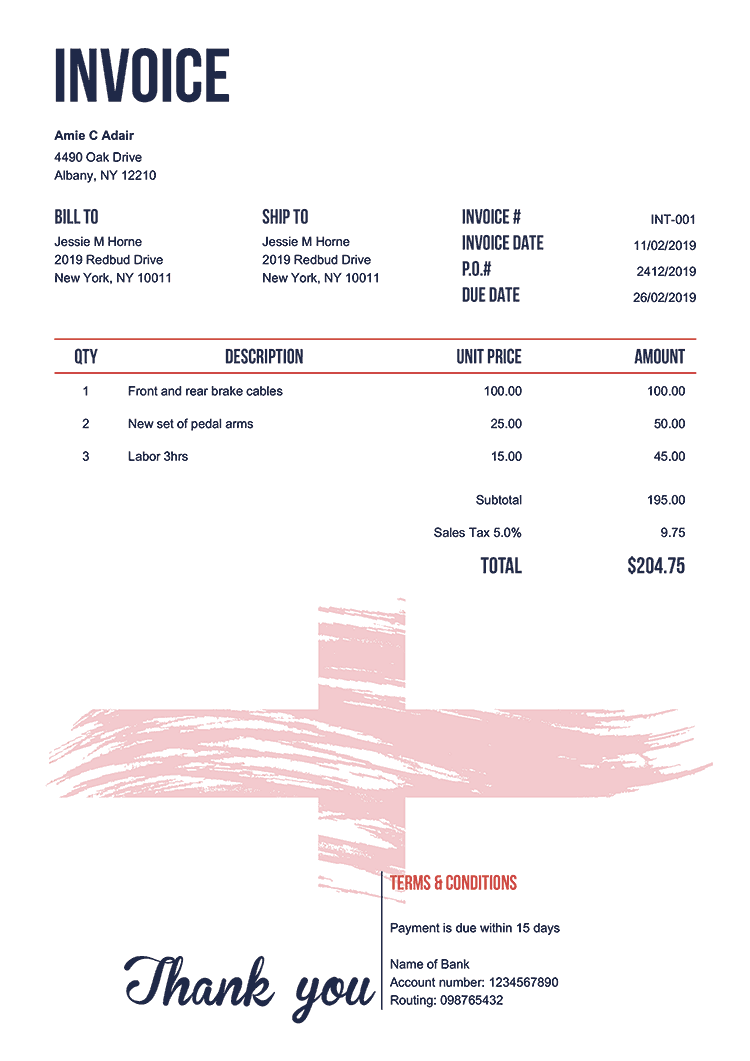 INVOICE
Amie C Adair
4490 Oak Drive
Albany, NY 12210
BILL TO
Jessie M Horne
2019 Redbud Drive
New York, NY 10011
SHIP TO
Jessie M Horne
2019 Redbud Drive
New York, NY 10011
INVOICE # INT-001
INVOICE DATE 11/02/2019
P.O.# 2412/2019
DUE DATE 26/02/2019
QTY DESCRIPTION UNIT PRICE AMOUNT
1 Front and rear brake cables 100.00 100.00
2 New set of pedal arms 25.00 50.00
3 Labor 3hrs 15.00 45.00
Subtotal 195.00
Sales Tax 5.0% 9.75
TOTAL $204.75
TERMS & CONDITIONS
Payment is due within 15 days
Name of Bank
Account number: 1234567890
Routing: 098765432
Thank you